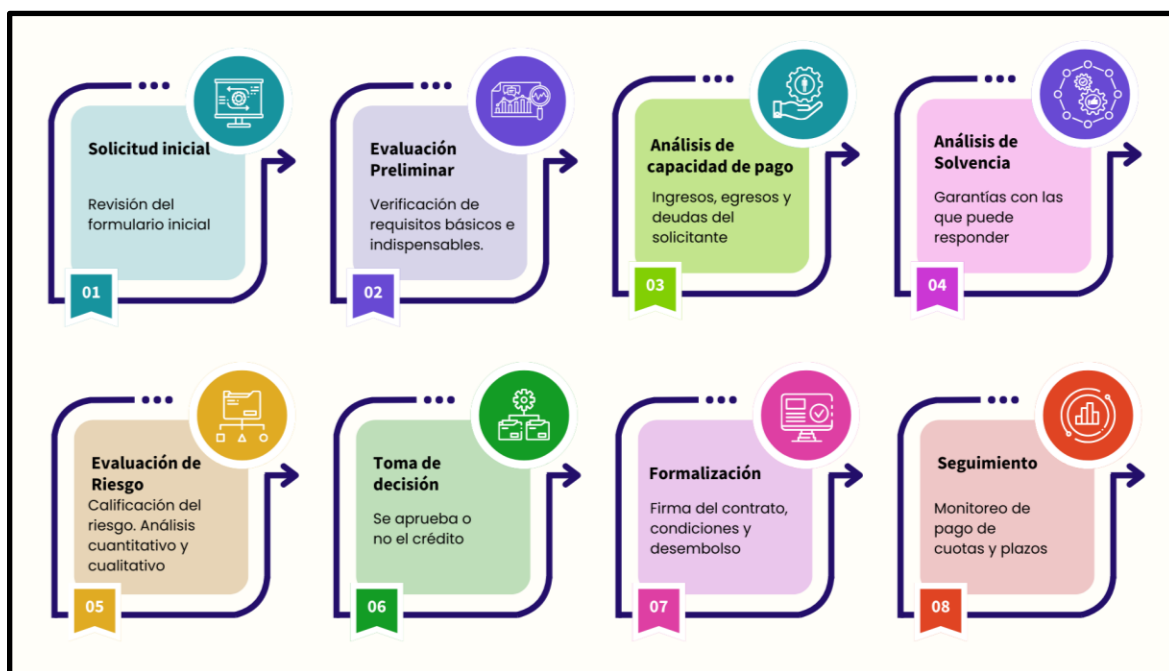 Solicitud inicial
Revisión del
formulario inicial
01
Evaluación
Preliminar
Verificación de
requisitos básicos e
indispensables.
02
Análisis de
capacidad de pago
Ingresos, egresos y
deudas del
solicitante
03
Análisis de
Solvencia
Garantías con las
que puede
responder
04
Evaluación de
Riesgo
Calificación del
riesgo. Análisis
cuantitativo y
cualitativo
05
Toma de
decisión
Se aprueba o
no el crédito
06
Formalización
Firma del contrato,
condiciones y
desembolso
07
Seguimiento
Monitoreo de
pago de
cuotas y plazos
08